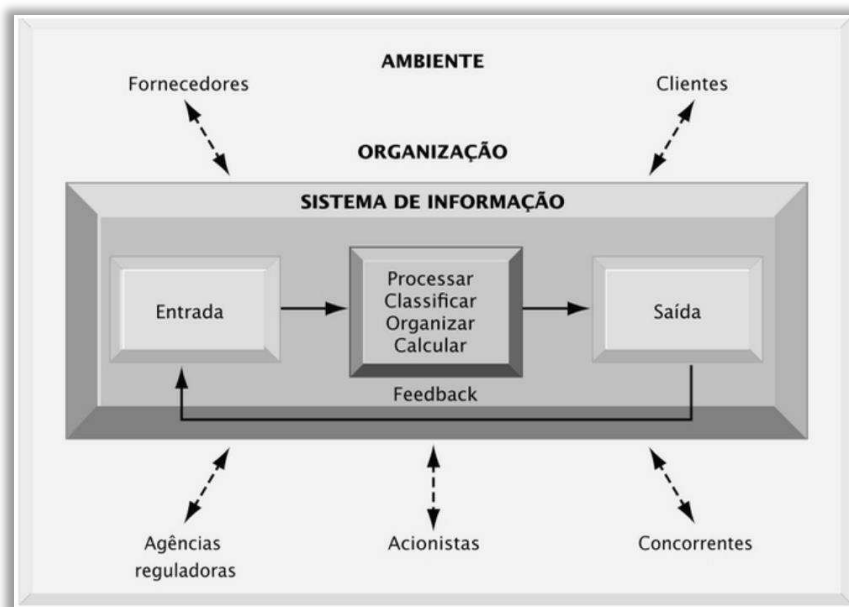 AMBIENTE
Fornecedores
Clientes
ORGANIZAÇÃO
SISTEMA DE INFORMAÇÃO
Entrada
Processar
Classificar
Organizar
Calcular
Saída
Feedback
Agências
reguladoras
Acionistas
Concorrentes